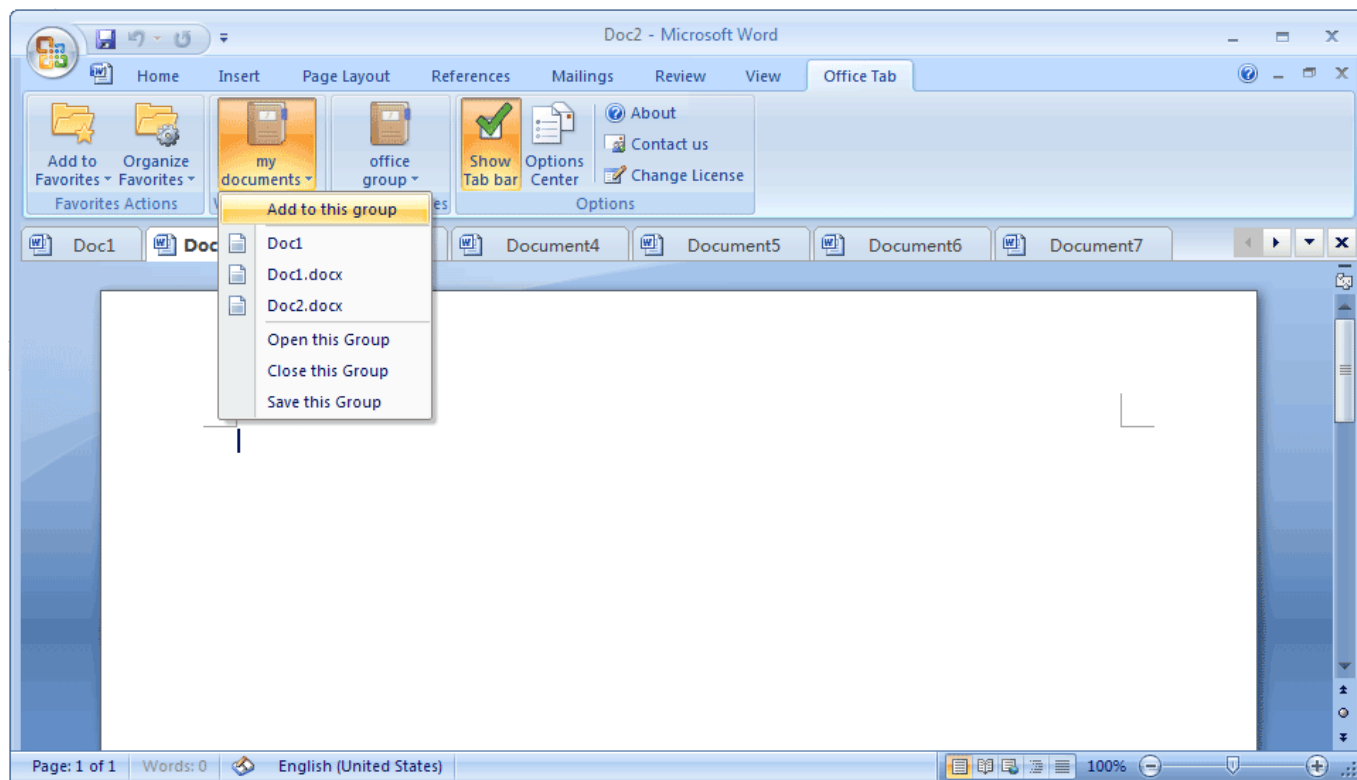 Doc2 - Microsoft Word
Home Insert Page Layout References Mailings Review View Office Tab
Add to Favorites
Organize Favorites
my documents
office group
Show Tab bar
Options Center
About
Contact us
Change License
Favorites Actions
es
Options
Add to this group
Doc1
Doc1.docx
Doc2.docx
Open this Group
Close this Group
Save this Group
Doc1 Doc Document4 Document5 Document6 Document7
Page: 1 of 1 Words: 0 English (United States) 100%